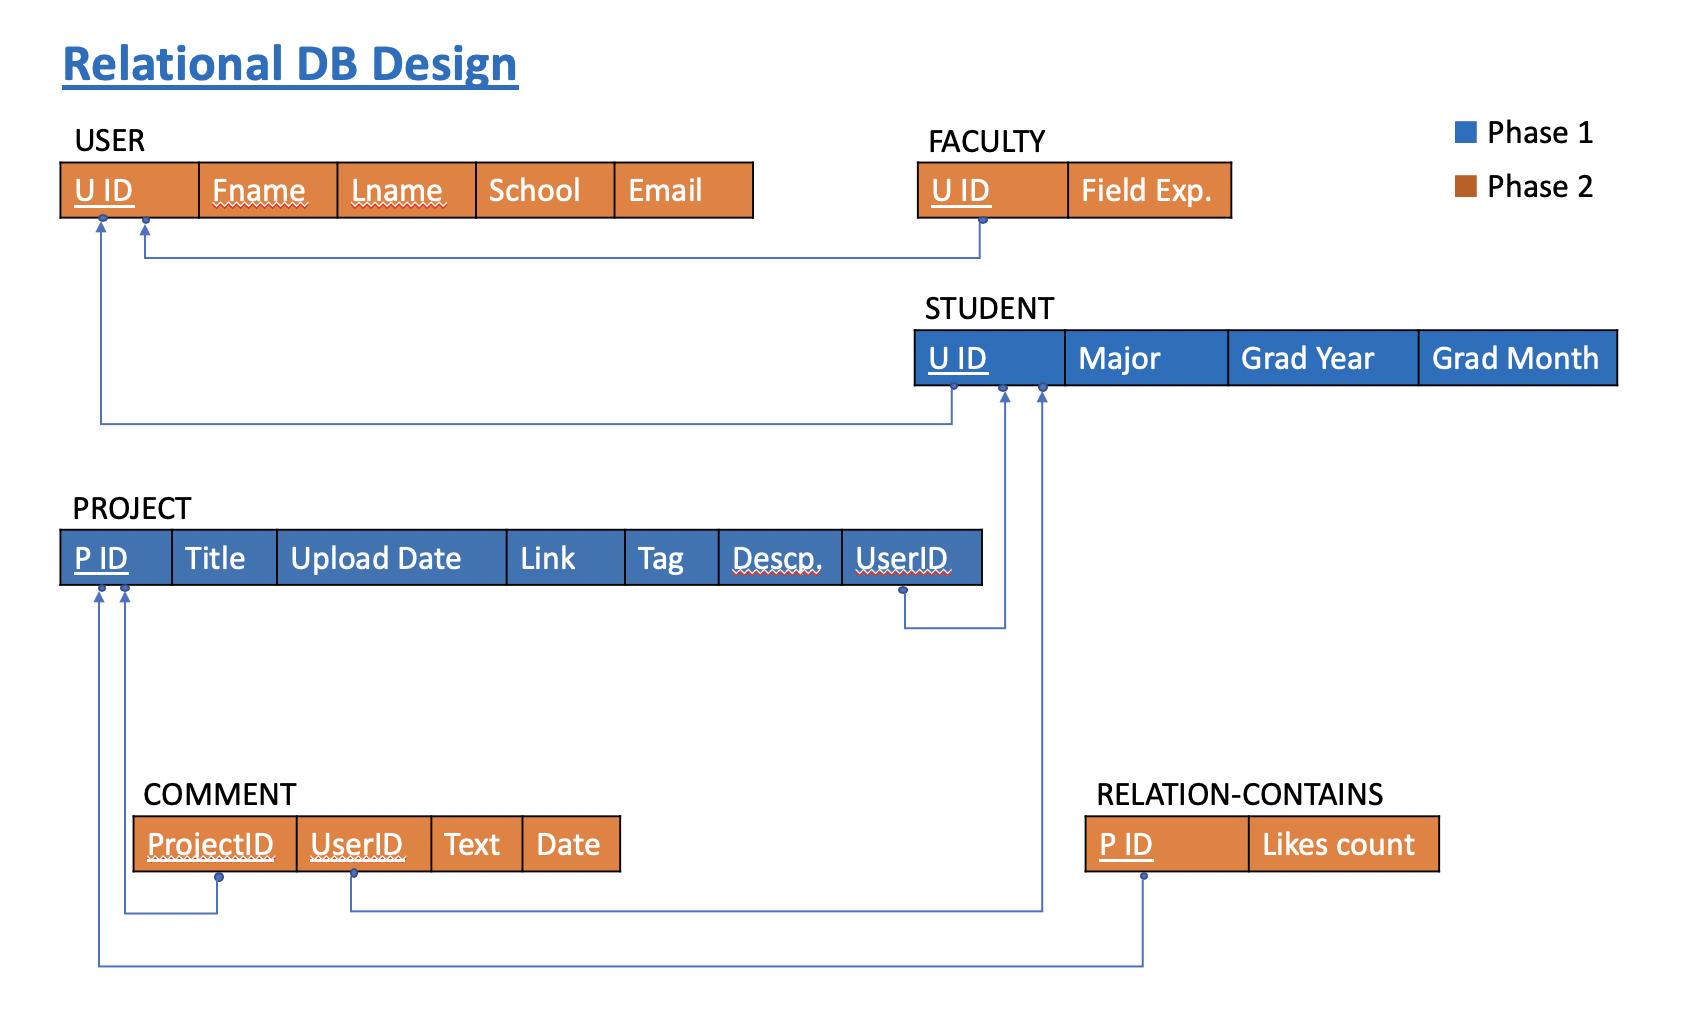 Relational DB Design
USER
U ID Fname Lname School Email
FACULTY
U ID Field Exp.
Phase 1
Phase 2
STUDENT
U ID Major Grad Year Grad Month
PROJECT
P ID Title Upload Date Link Tag Descp. UserID
COMMENT
ProjectID UserID Text Date
RELATION-CONTAINS
P ID Likes count